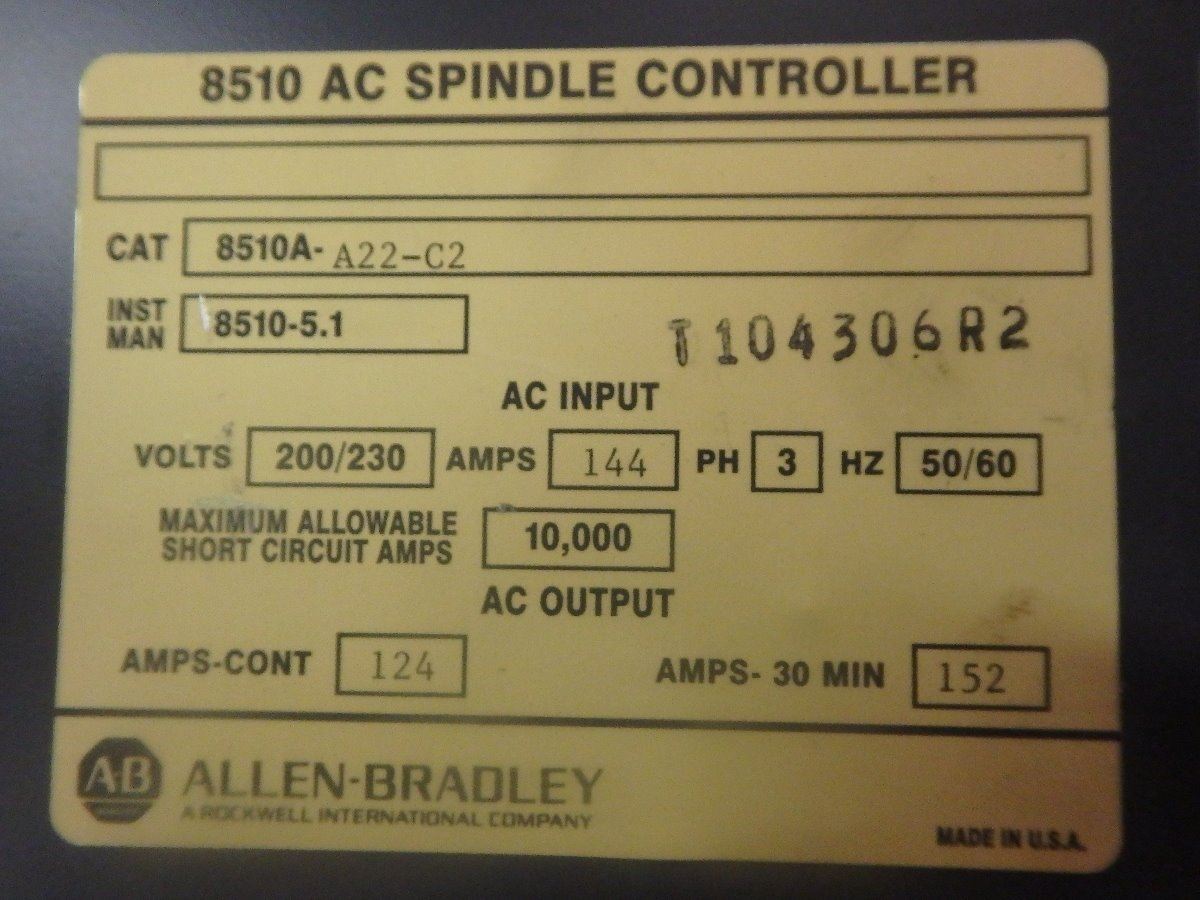 8510 AC SPINDLE CONTROLLER
CAT 8510A- A22-C2
INST MAN 8510-5.1
T104306R2
AC INPUT
VOLTS 200/230 AMPS 144 PH 3 HZ 50/60
MAXIMUM ALLOWABLE
SHORT CIRCUIT AMPS 10,000
AC OUTPUT
AMPS-CONT 124 AMPS- 30 MIN 152
AB ALLEN-BRADLEY
A ROCKWELL INTERNATIONAL COMPANY
MADE IN U.S.A.